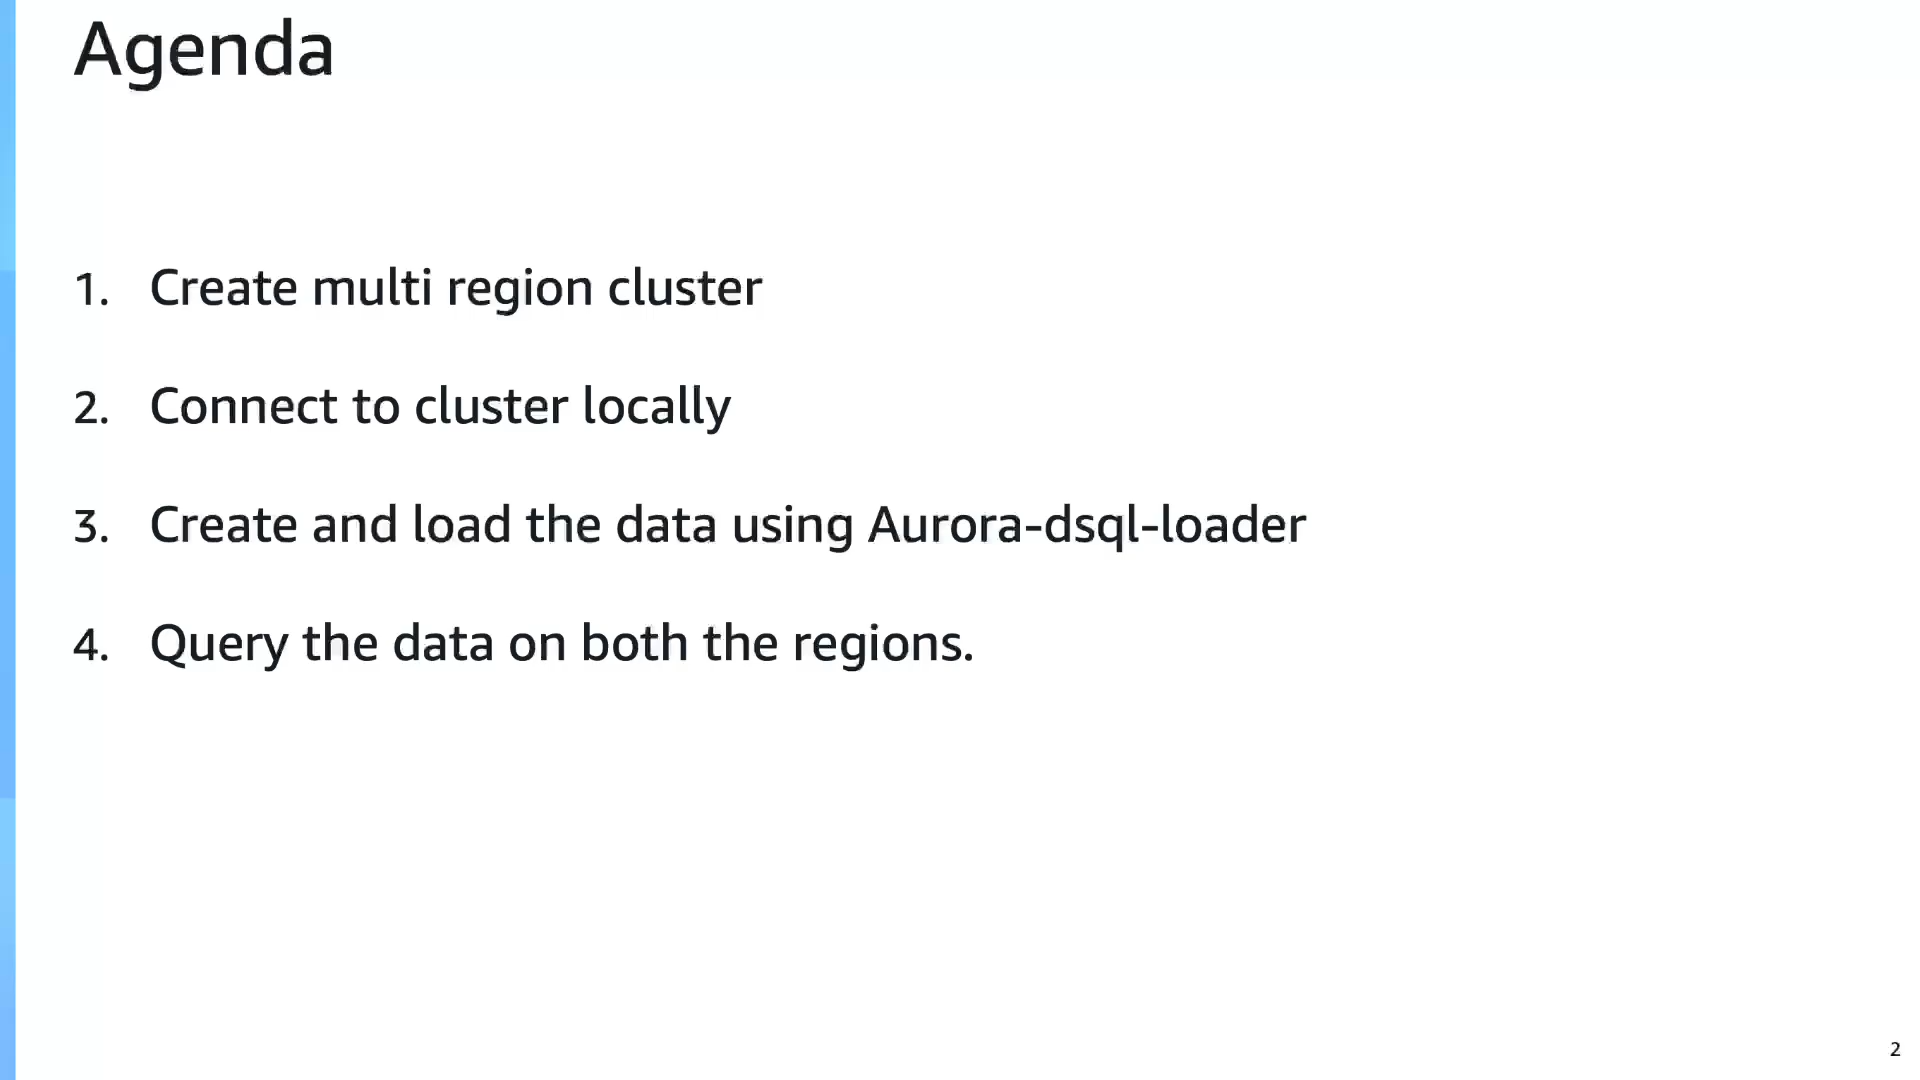 Agenda
1. Create multi region cluster
2. Connect to cluster locally
3. Create and load the data using Aurora-dsql-loader
4. Query the data on both the regions.
2